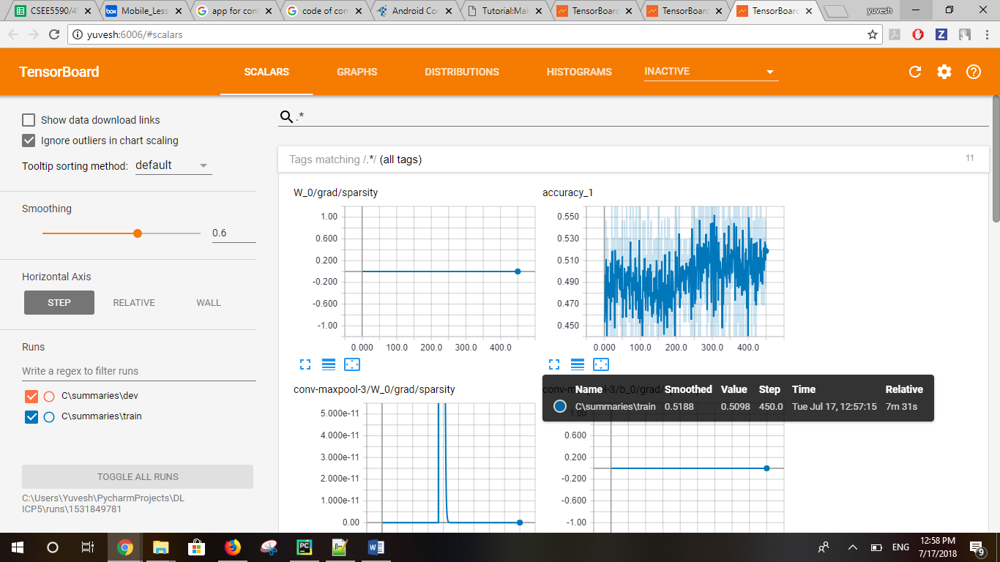 CSEE5590/4
Mobile_Less
app for con
code of con
Android Co
Tutorial:Mak
TensorBoard
TensorBoard
TensorBoard
yuvesh
yuvesh:6006/#scalars
TensorBoard
SCALARS
GRAPHS
DISTRIBUTIONS
HISTOGRAMS
INACTIVE
Show data download links
Ignore outliers in chart scaling
Tooltip sorting method: default
Smoothing
0.6
Horizontal Axis
STEP RELATIVE WALL
Runs
Write a regex to filter runs
C\summaries\dev
C\summaries\train
TOGGLE ALL RUNS
C:\Users\Yuvesh\PycharmProjects\DL
ICP5\runs\1531849781
.*
Tags matching /.*/ (all tags)
11
W_0/grad/sparsity
1.00
0.600
0.200
-0.200
-0.600
-1.00
0.000 100.0 200.0 300.0 400.0
accuracy_1
0.550
0.530
0.510
0.490
0.470
0.450
0.000 100.0 200.0 300.0 400.0
conv-maxpool-3/W_0/grad/sparsity
5.000e-11
4.000e-11
3.000e-11
2.000e-11
1.000e-11
0.00
conv-maxpool-3/b_0/grad/sparsity
Name Smoothed Value Step Time Relative
C\summaries\train 0.5188 0.5098 450.0 Tue Jul 17, 12:57:15 7m 31s
1.00
0.600
0.200
-0.200
-0.600
-1.00
ENG
12:58 PM
7/17/2018
9